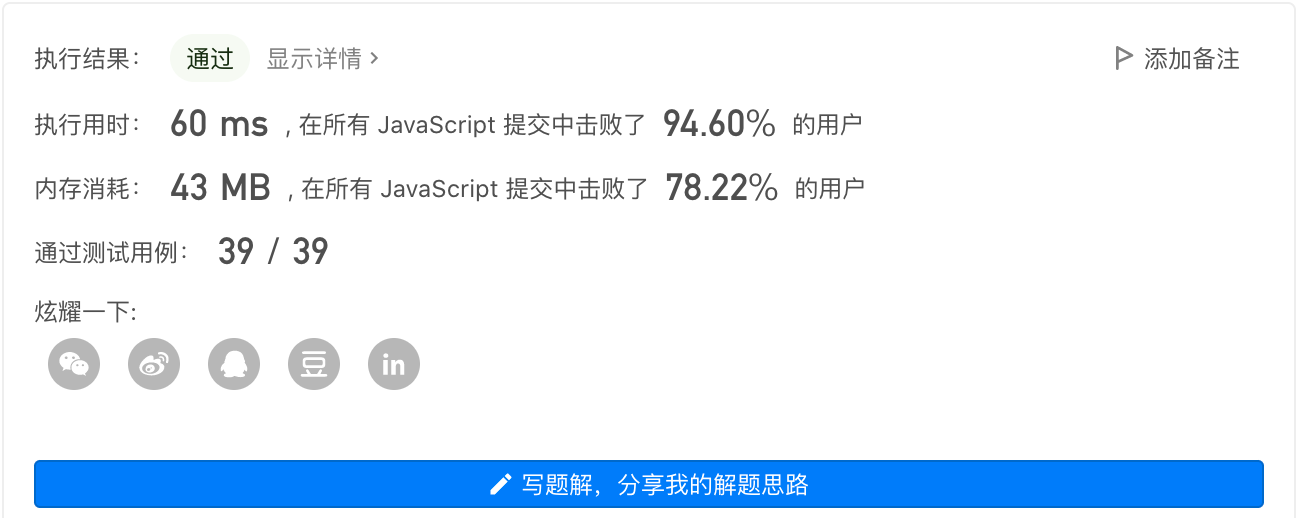 执行结果： 通过 显示详情 > 添加备注
执行用时： 60 ms , 在所有 JavaScript 提交中击败了 94.60% 的用户
内存消耗： 43 MB , 在所有 JavaScript 提交中击败了 78.22% 的用户
通过测试用例： 39 / 39
炫耀一下:
豆 in
写题解，分享我的解题思路